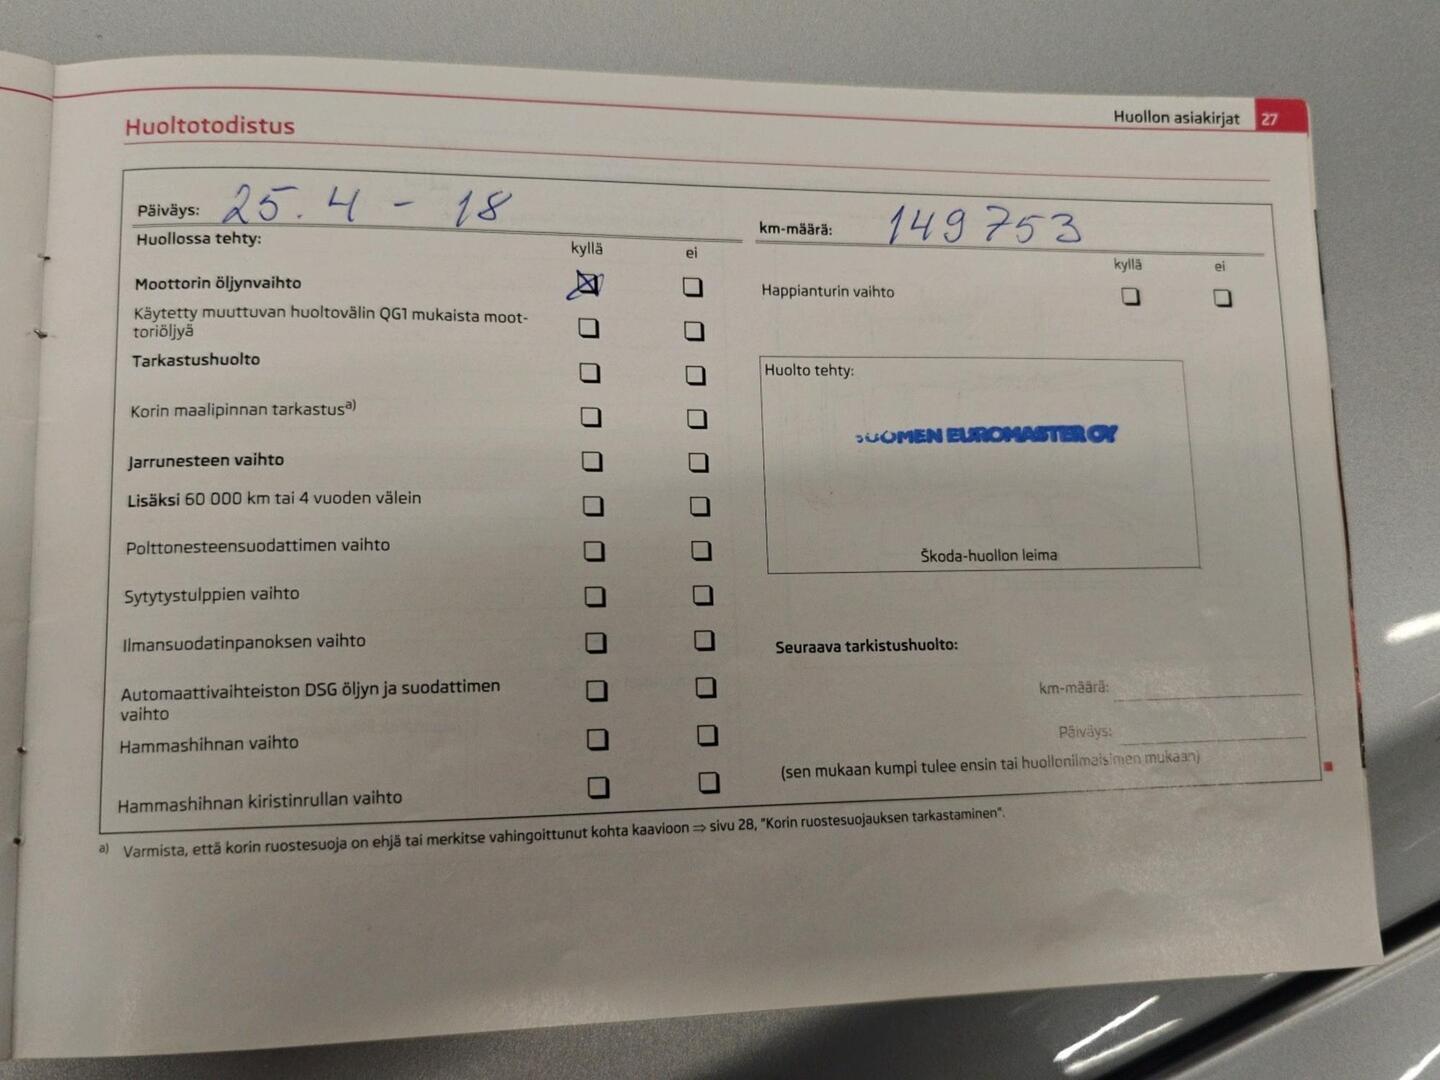 Huollon asiakirjat 27
Huoltotodistus
Päiväys: 25.4 - 18
Huollossa tehty:
kyllä ei
Moottorin öljynvaihto
Käytetty muuttuvan huoltovälin QG1 mukaista moot-
toriöljyä
Tarkastushuolto
Korin maalipinnan tarkastusa)
Jarrunesteen vaihto
Lisäksi 60 000 km tai 4 vuoden välein
Polttonesteensuodattimen vaihto
Sytytystulppien vaihto
Ilmansuodatinpanoksen vaihto
Automaattivaihteiston DSG öljyn ja suodattimen
vaihto
Hammashihnan vaihto
Hammashihnan kiristinrullan vaihto
km-määrä: 149753
kyllä ei
Happianturin vaihto
Huolto tehty:
SUOMEN EUROMASTER OY
Škoda-huollon leima
Seuraava tarkistushuolto:
km-määrä:
Päiväys:
(sen mukaan kumpi tulee ensin tai huollonilmaisimen mukaan)
a) Varmista, että korin ruostesuoja on ehjä tai merkitse vahingoittunut kohta kaavioon ⇒ sivu 28, "Korin ruostesuojauksen tarkastaminen".